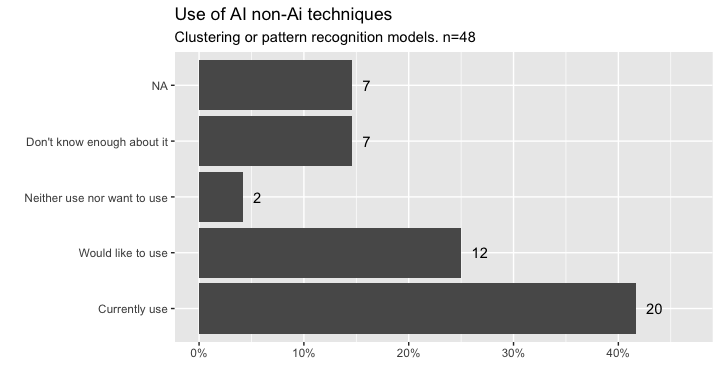 Use of AI non-Ai techniques
Clustering or pattern recognition models. n=48
NA
7
Don't know enough about it
7
Neither use nor want to use
2
Would like to use
12
Currently use
20
0%
10%
20%
30%
40%